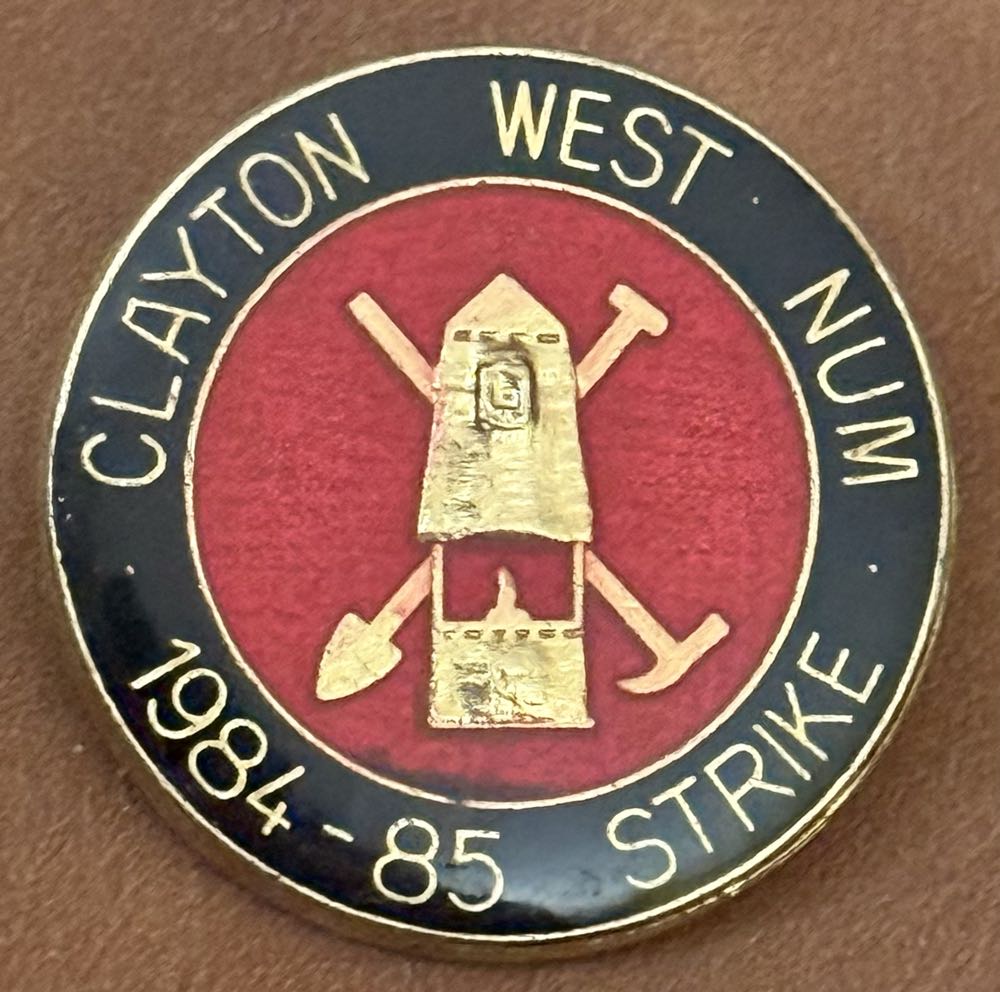 CLAYTON WEST NUM
1984-85 STRIKE